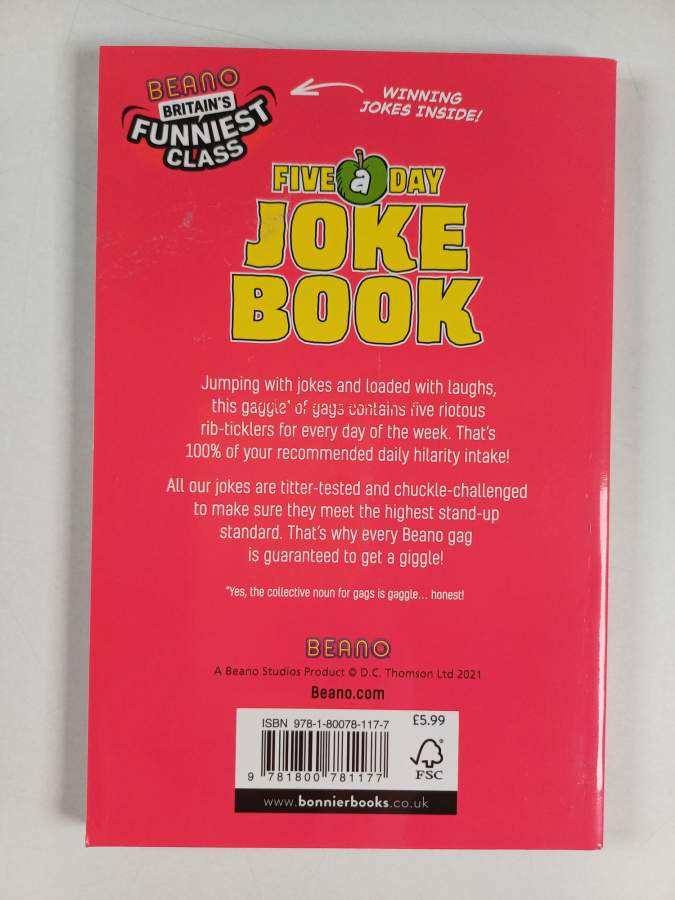 BEANO
BRITAIN'S
FUNNIEST
CLASS
WINNING
JOKES INSIDE!
FIVE a DAY
JOKE
BOOK
Jumping with jokes and loaded with laughs,
this gaggle* of gags contains five riotous
rib-ticklers for every day of the week. That's
100% of your recommended daily hilarity intake!
All our jokes are titter-tested and chuckle-challenged
to make sure they meet the highest stand-up
standard. That's why every Beano gag
is guaranteed to get a giggle!
*Yes, the collective noun for gags is gaggle... honest!
BEANO
A Beano Studios Product © D.C. Thomson Ltd 2021
Beano.com
ISBN 978-1-80078-117-7
£5.99
9 781800 781177
FSC
www.bonnierbooks.co.uk